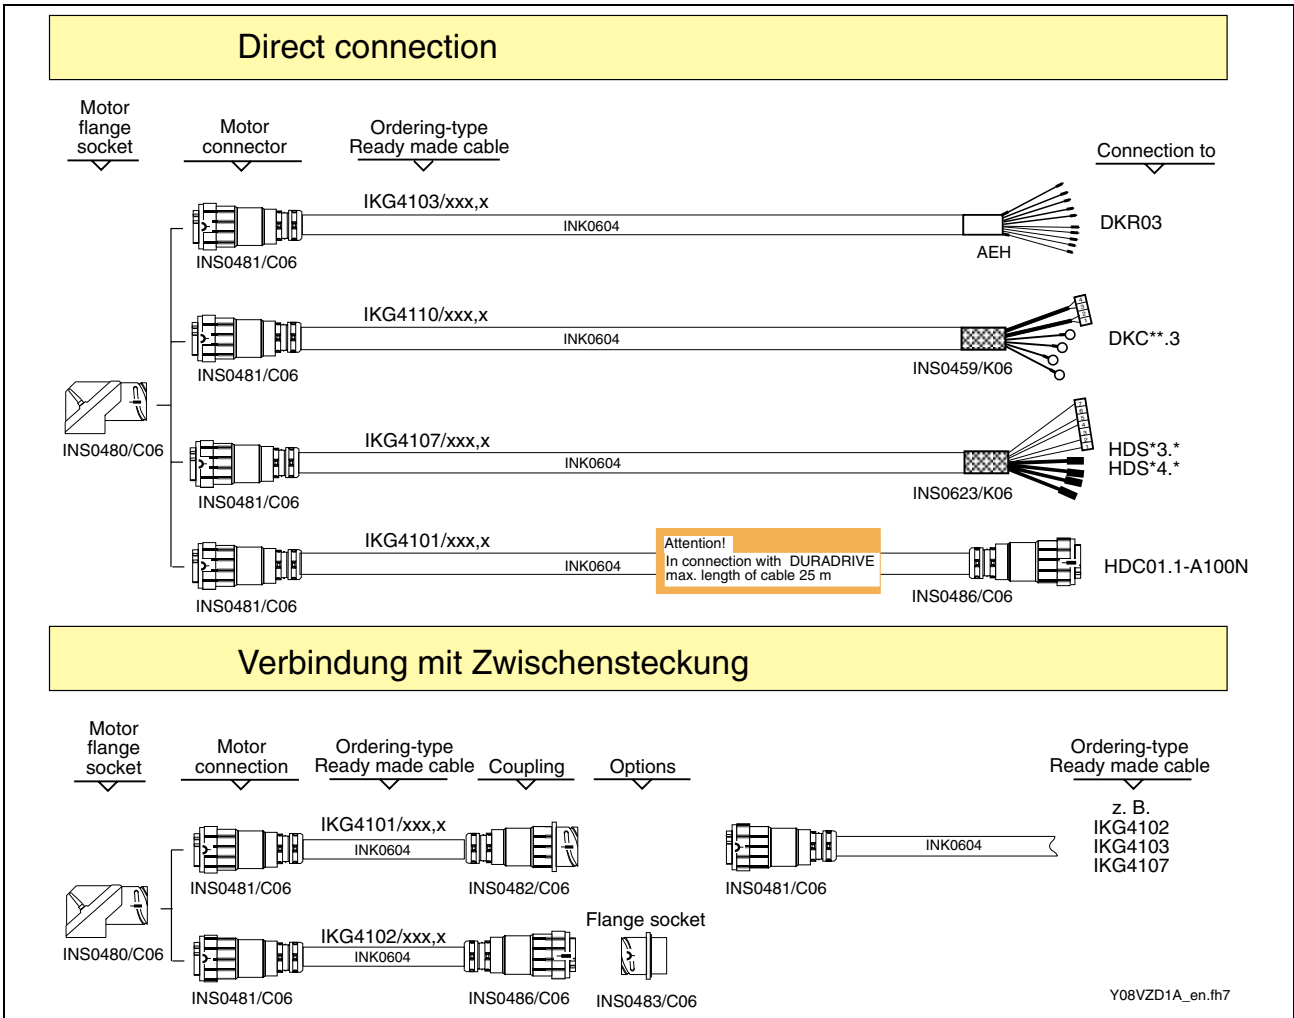 Direct connection
Motor
flange
socket
Motor
connector
Ordering-type
Ready made cable
Connection to
IKG4103/xxx,x
INK0604
INS0481/C06
AEH
DKR03
IKG4110/xxx,x
INK0604
INS0481/C06
INS0459/K06
DKC**.3
INS0480/C06
IKG4107/xxx,x
INK0604
INS0481/C06
INS0623/K06
HDS*3.*
HDS*4.*
IKG4101/xxx,x
INK0604
INS0481/C06
Attention!
In connection with DURADRIVE
max. length of cable 25 m
INS0486/C06
HDC01.1-A100N
Verbindung mit Zwischensteckung
Motor
flange
socket
Motor
connection
Ordering-type
Ready made cable
Coupling
Options
Ordering-type
Ready made cable
IKG4101/xxx,x
INK0604
INS0481/C06
INS0482/C06
INK0604
INS0481/C06
z. B.
IKG4102
IKG4103
IKG4107
INS0480/C06
IKG4102/xxx,x
INK0604
INS0481/C06
INS0486/C06
Flange socket
INS0483/C06
Y08VZD1A_en.fh7